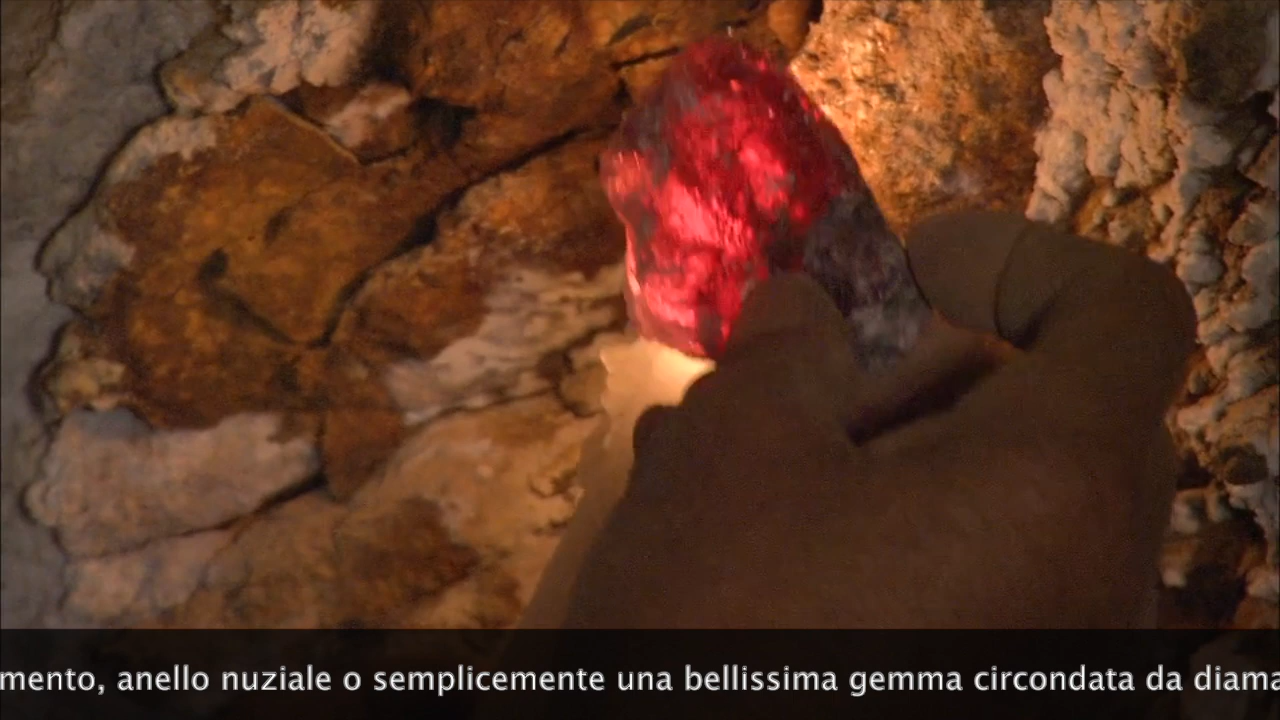 mento, anello nuziale o semplicemente una bellissima gemma circondata da diama